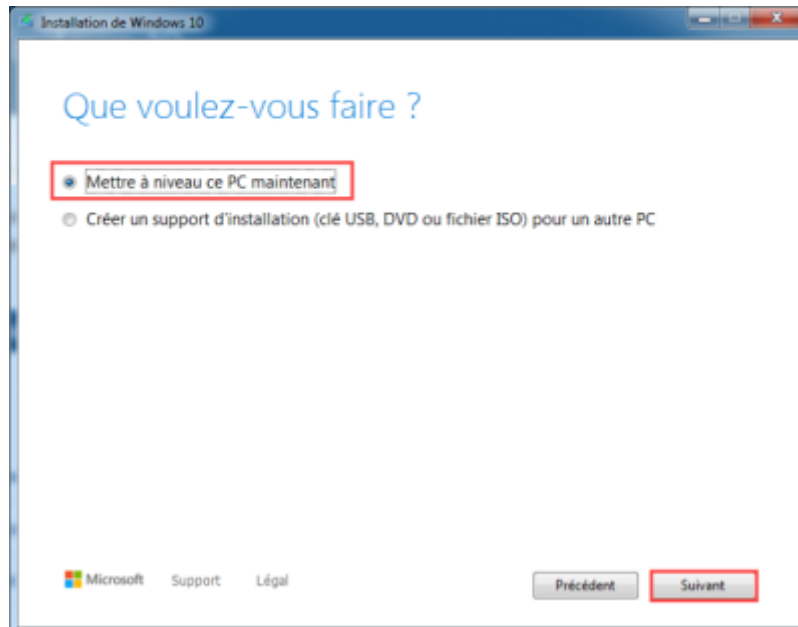 Installation de Windows 10
Que voulez-vous faire ?
Mettre à niveau ce PC maintenant
Créer un support d'installation (clé USB, DVD ou fichier ISO) pour un autre PC
Microsoft Support Légal Précédent Suivant